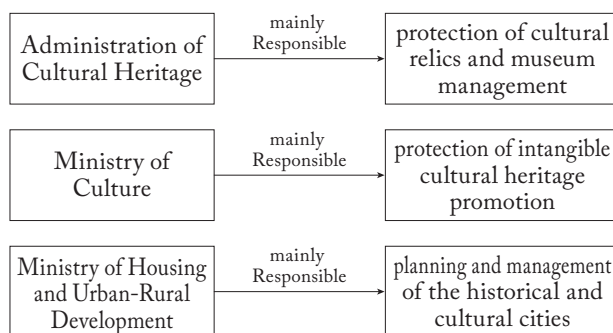 Administration of
Cultural Heritage
mainly
Responsible
protection of cultural
relics and museum
management
Ministry of
Culture
mainly
Responsible
protection of intangible
cultural heritage
promotion
Ministry of Housing
and Urban-Rural
Development
mainly
Responsible
planning and management
of the historical and
cultural cities